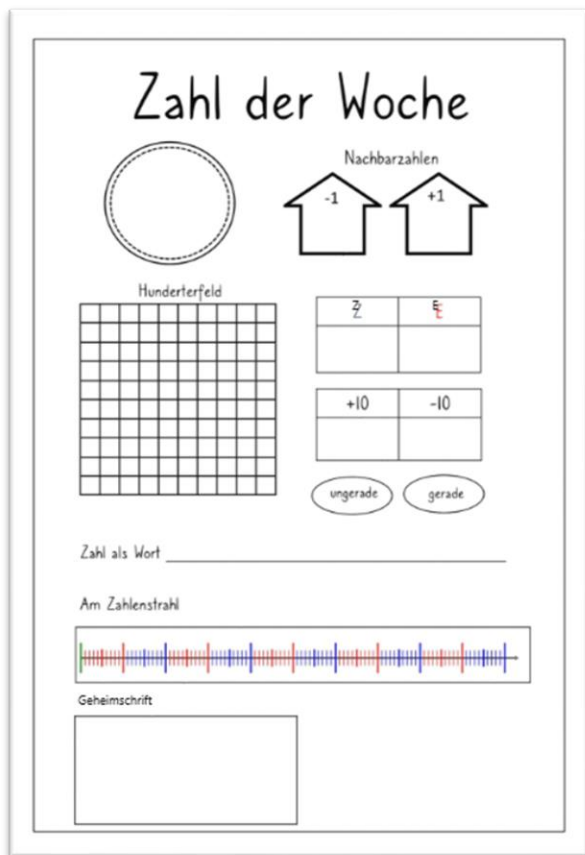 Zahl der Woche
Nachbarzahlen
-1 +1
Hunderterfeld
Z E
+10 -10
ungerade gerade
Zahl als Wort
Am Zahlenstrahl
Geheimschrift